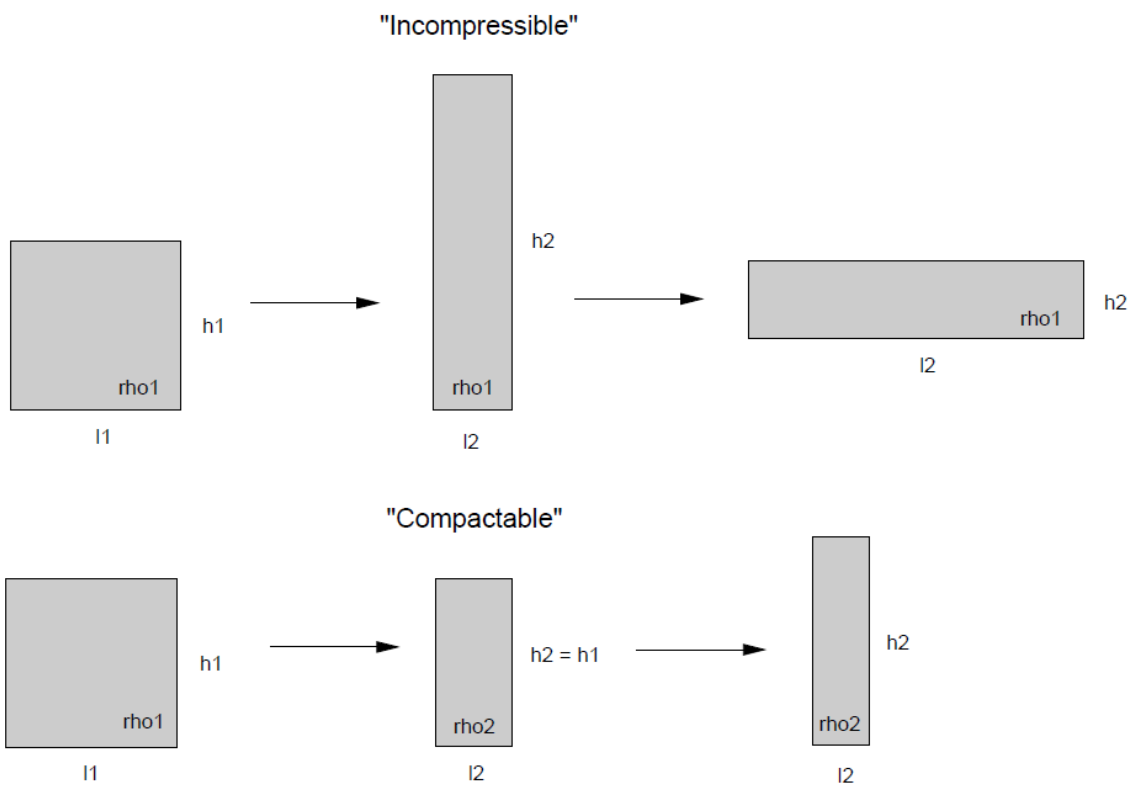 "Incompressible"
h2
h1
h2
rho1
rho1
rho1
l2
l1
l2
"Compactable"
h1
h2 = h1
h2
rho1
rho2
rho2
l1
l2
l2